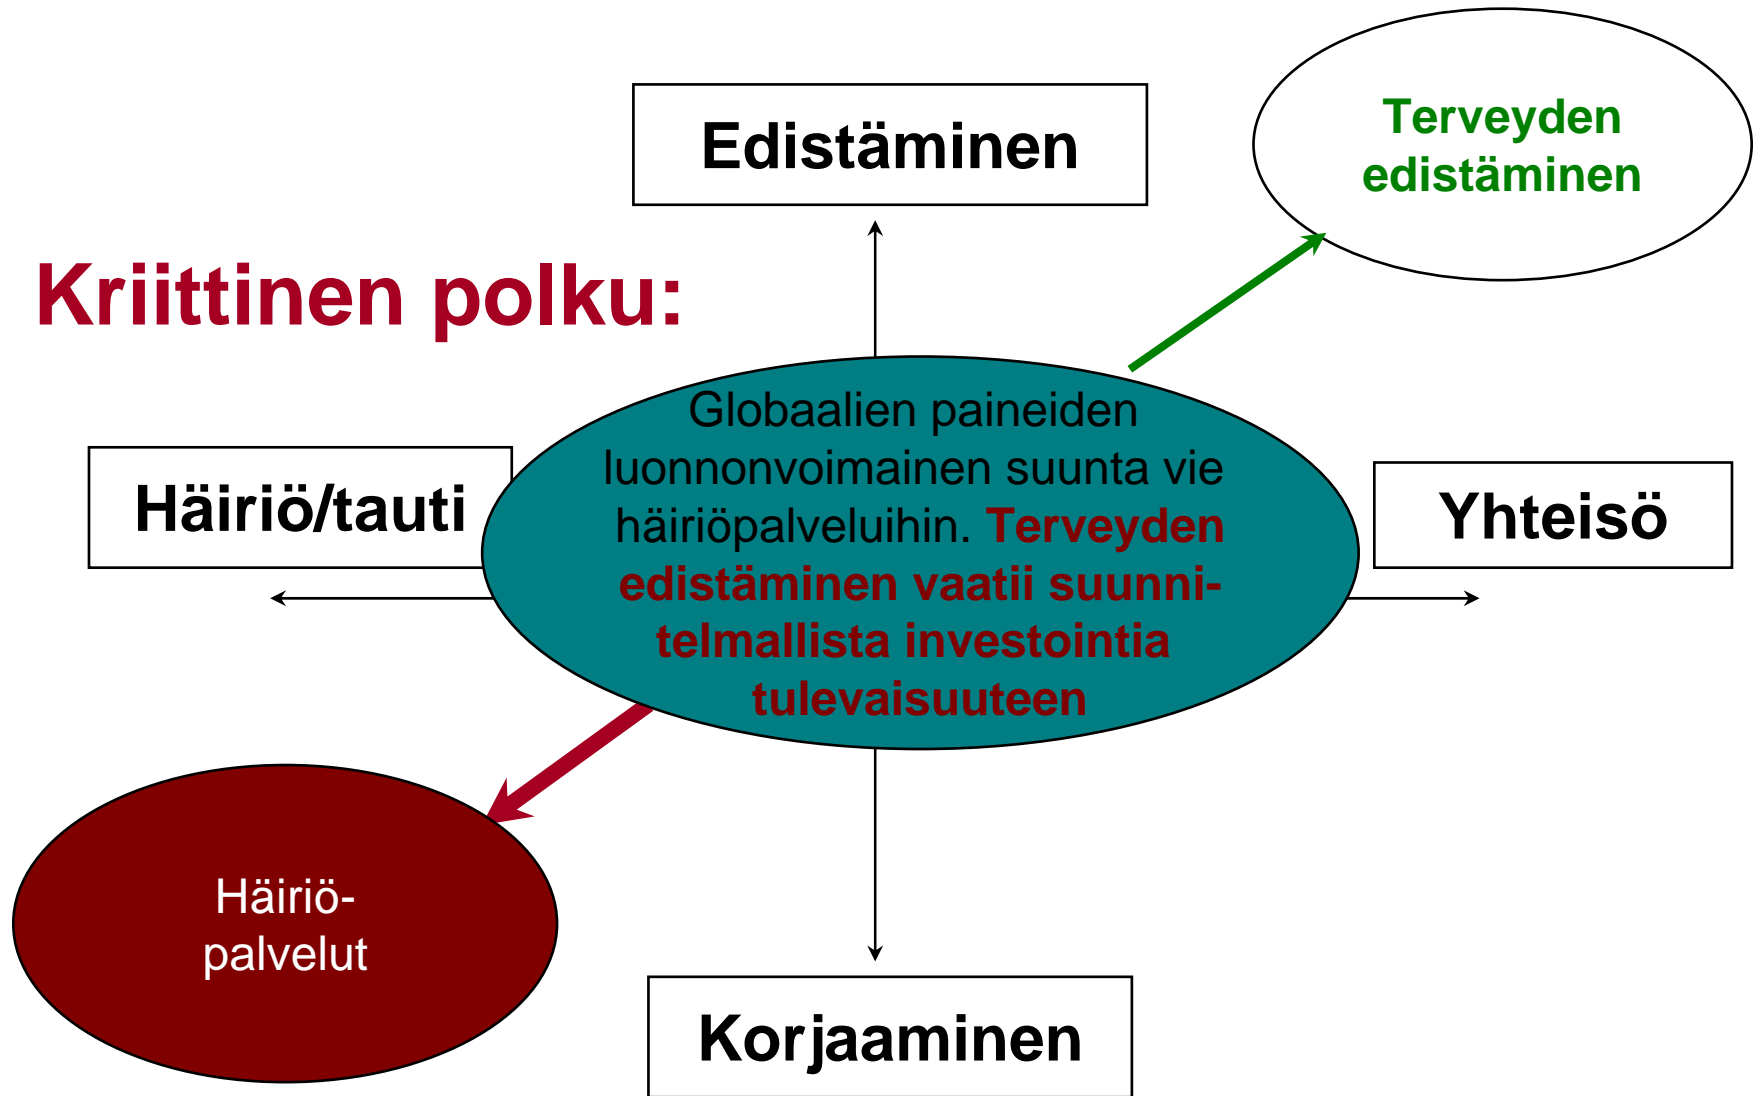 Edistäminen
Terveyden
edistäminen
Kriittinen polku:
Globaalien paineiden
luonnonvoimainen suunta vie
häiriöpalveluihin. Terveyden
edistäminen vaatii suunni-
telmallista investointia
tulevaisuuteen
Häiriö/tauti
Yhteisö
Häiriö-
palvelut
Korjaaminen